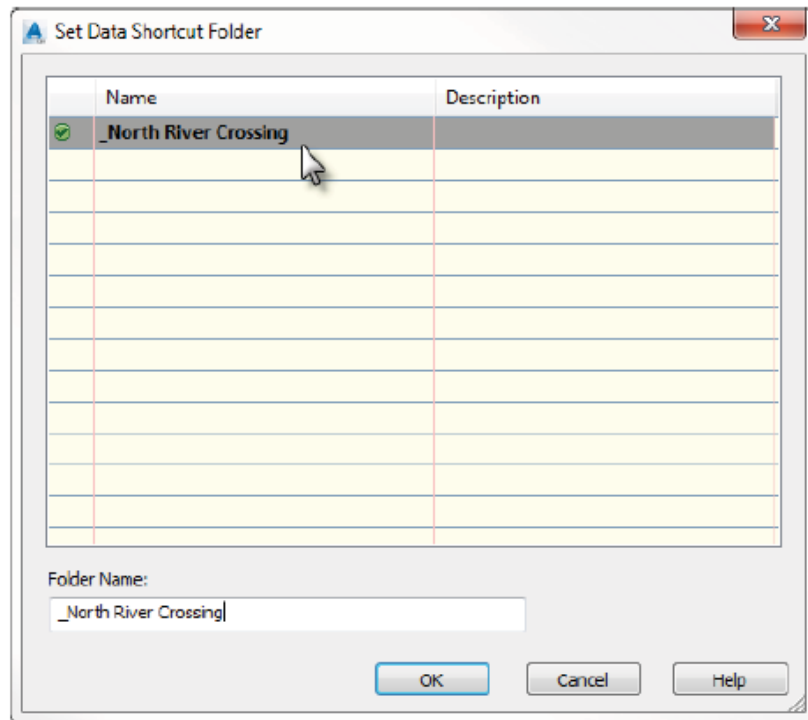 Set Data Shortcut Folder
Name Description
_North River Crossing
Folder Name:
_North River Crossing
OK Cancel Help